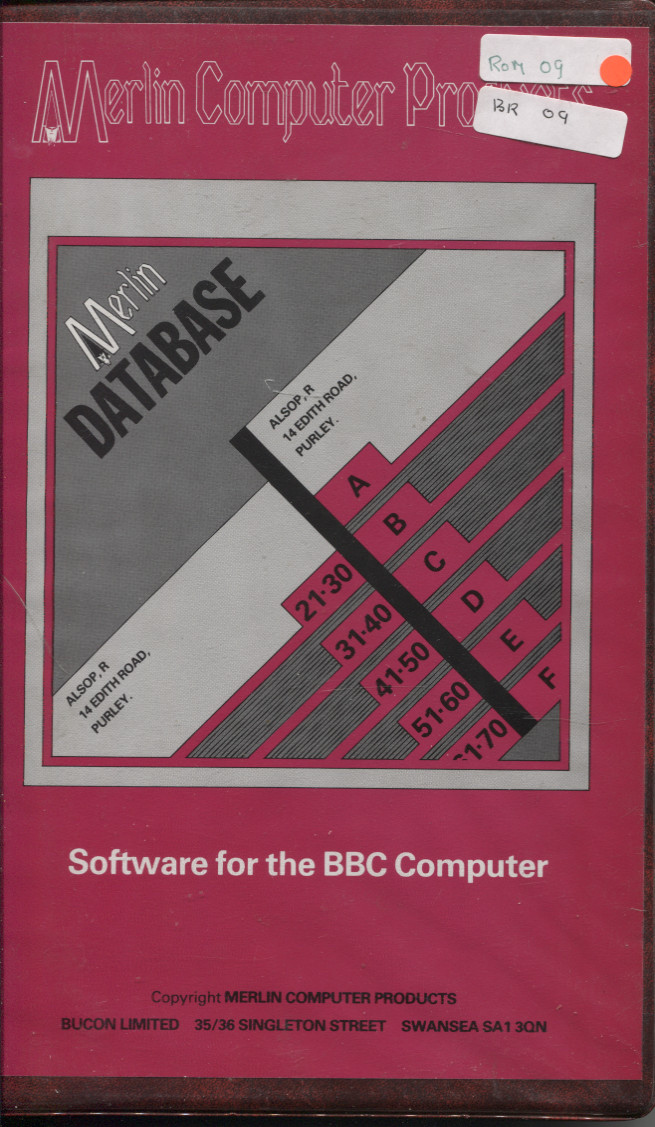 Merlin Computer
ROM 09
BR 09
Merlin
DATABASE
ALSOP, R
14 EDITH ROAD,
PURLEY.
A
B
C
D
E
F
21·30
31·40
41·50
51·60
1·70
ALSOP, R
14 EDITH ROAD,
PURLEY.
Software for the BBC Computer
Copyright MERLIN COMPUTER PRODUCTS
BUCON LIMITED 35/36 SINGLETON STREET SWANSEA SA1 3QN